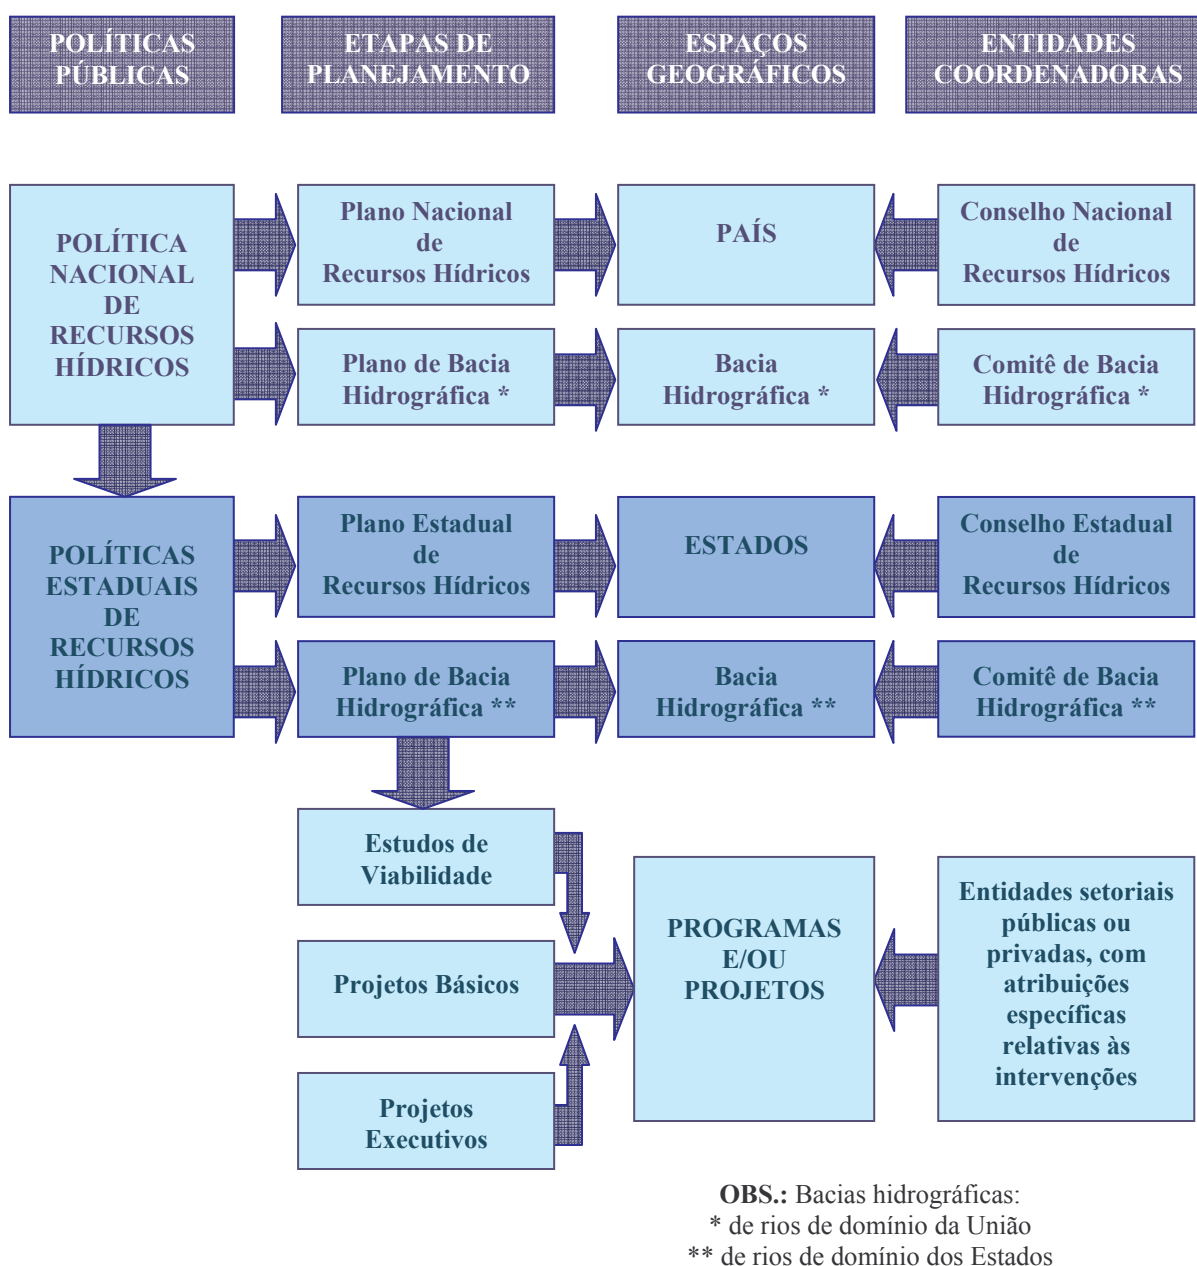 POLÍTICAS
PÚBLICAS
ETAPAS DE
PLANEJAMENTO
ESPAÇOS
GEOGRÁFICOS
ENTIDADES
COORDENADORAS
POLÍTICA
NACIONAL
DE
RECURSOS
HÍDRICOS
Plano Nacional
de
Recursos Hídricos
PAÍS
Conselho Nacional
de
Recursos Hídricos
Plano de Bacia
Hidrográfica *
Bacia
Hidrográfica *
Comitê de Bacia
Hidrográfica *
POLÍTICAS
ESTADUAIS
DE
RECURSOS
HÍDRICOS
Plano Estadual
de
Recursos Hídricos
ESTADOS
Conselho Estadual
de
Recursos Hídricos
Plano de Bacia
Hidrográfica **
Bacia
Hidrográfica **
Comitê de Bacia
Hidrográfica **
Estudos de
Viabilidade
Projetos Básicos
Projetos
Executivos
PROGRAMAS
E/OU
PROJETOS
Entidades setoriais
públicas ou
privadas, com
atribuições
específicas
relativas às
intervenções
OBS.: Bacias hidrográficas:
* de rios de domínio da União
** de rios de domínio dos Estados